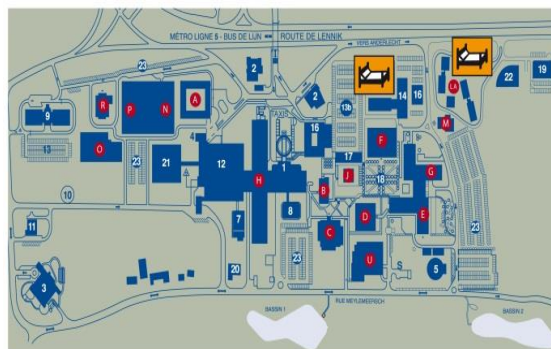 MÉTRO LIGNE 5 - BUS DE LIJN
ROUTE DE LENNIK
VERS ANDERLECHT
23
2
R
P
N
A
9
13
O
23
21
4
12
TAXIS
2
16
1
H
13b
14
16
F
17
J
18
LA
M
22
19
G
E
B
8
C
D
U
7
10
11
3
20
23
S
5
23
RUE MEYLEMEERSCH
BASSIN 1
BASSIN 2